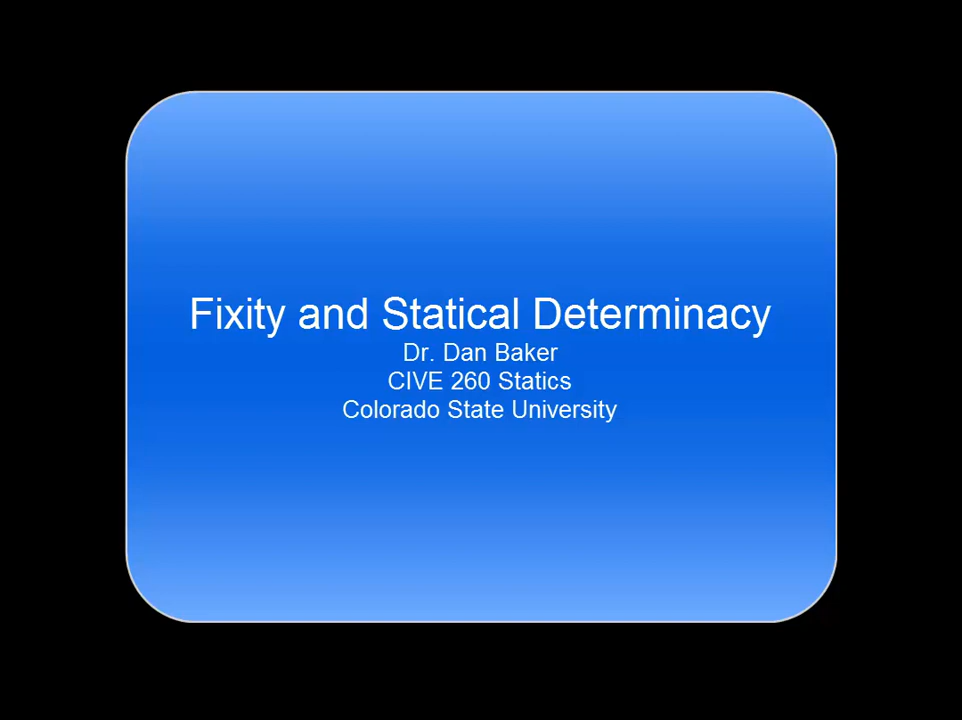 Fixity and Statical Determinacy
Dr. Dan Baker
CIVE 260 Statics
Colorado State University